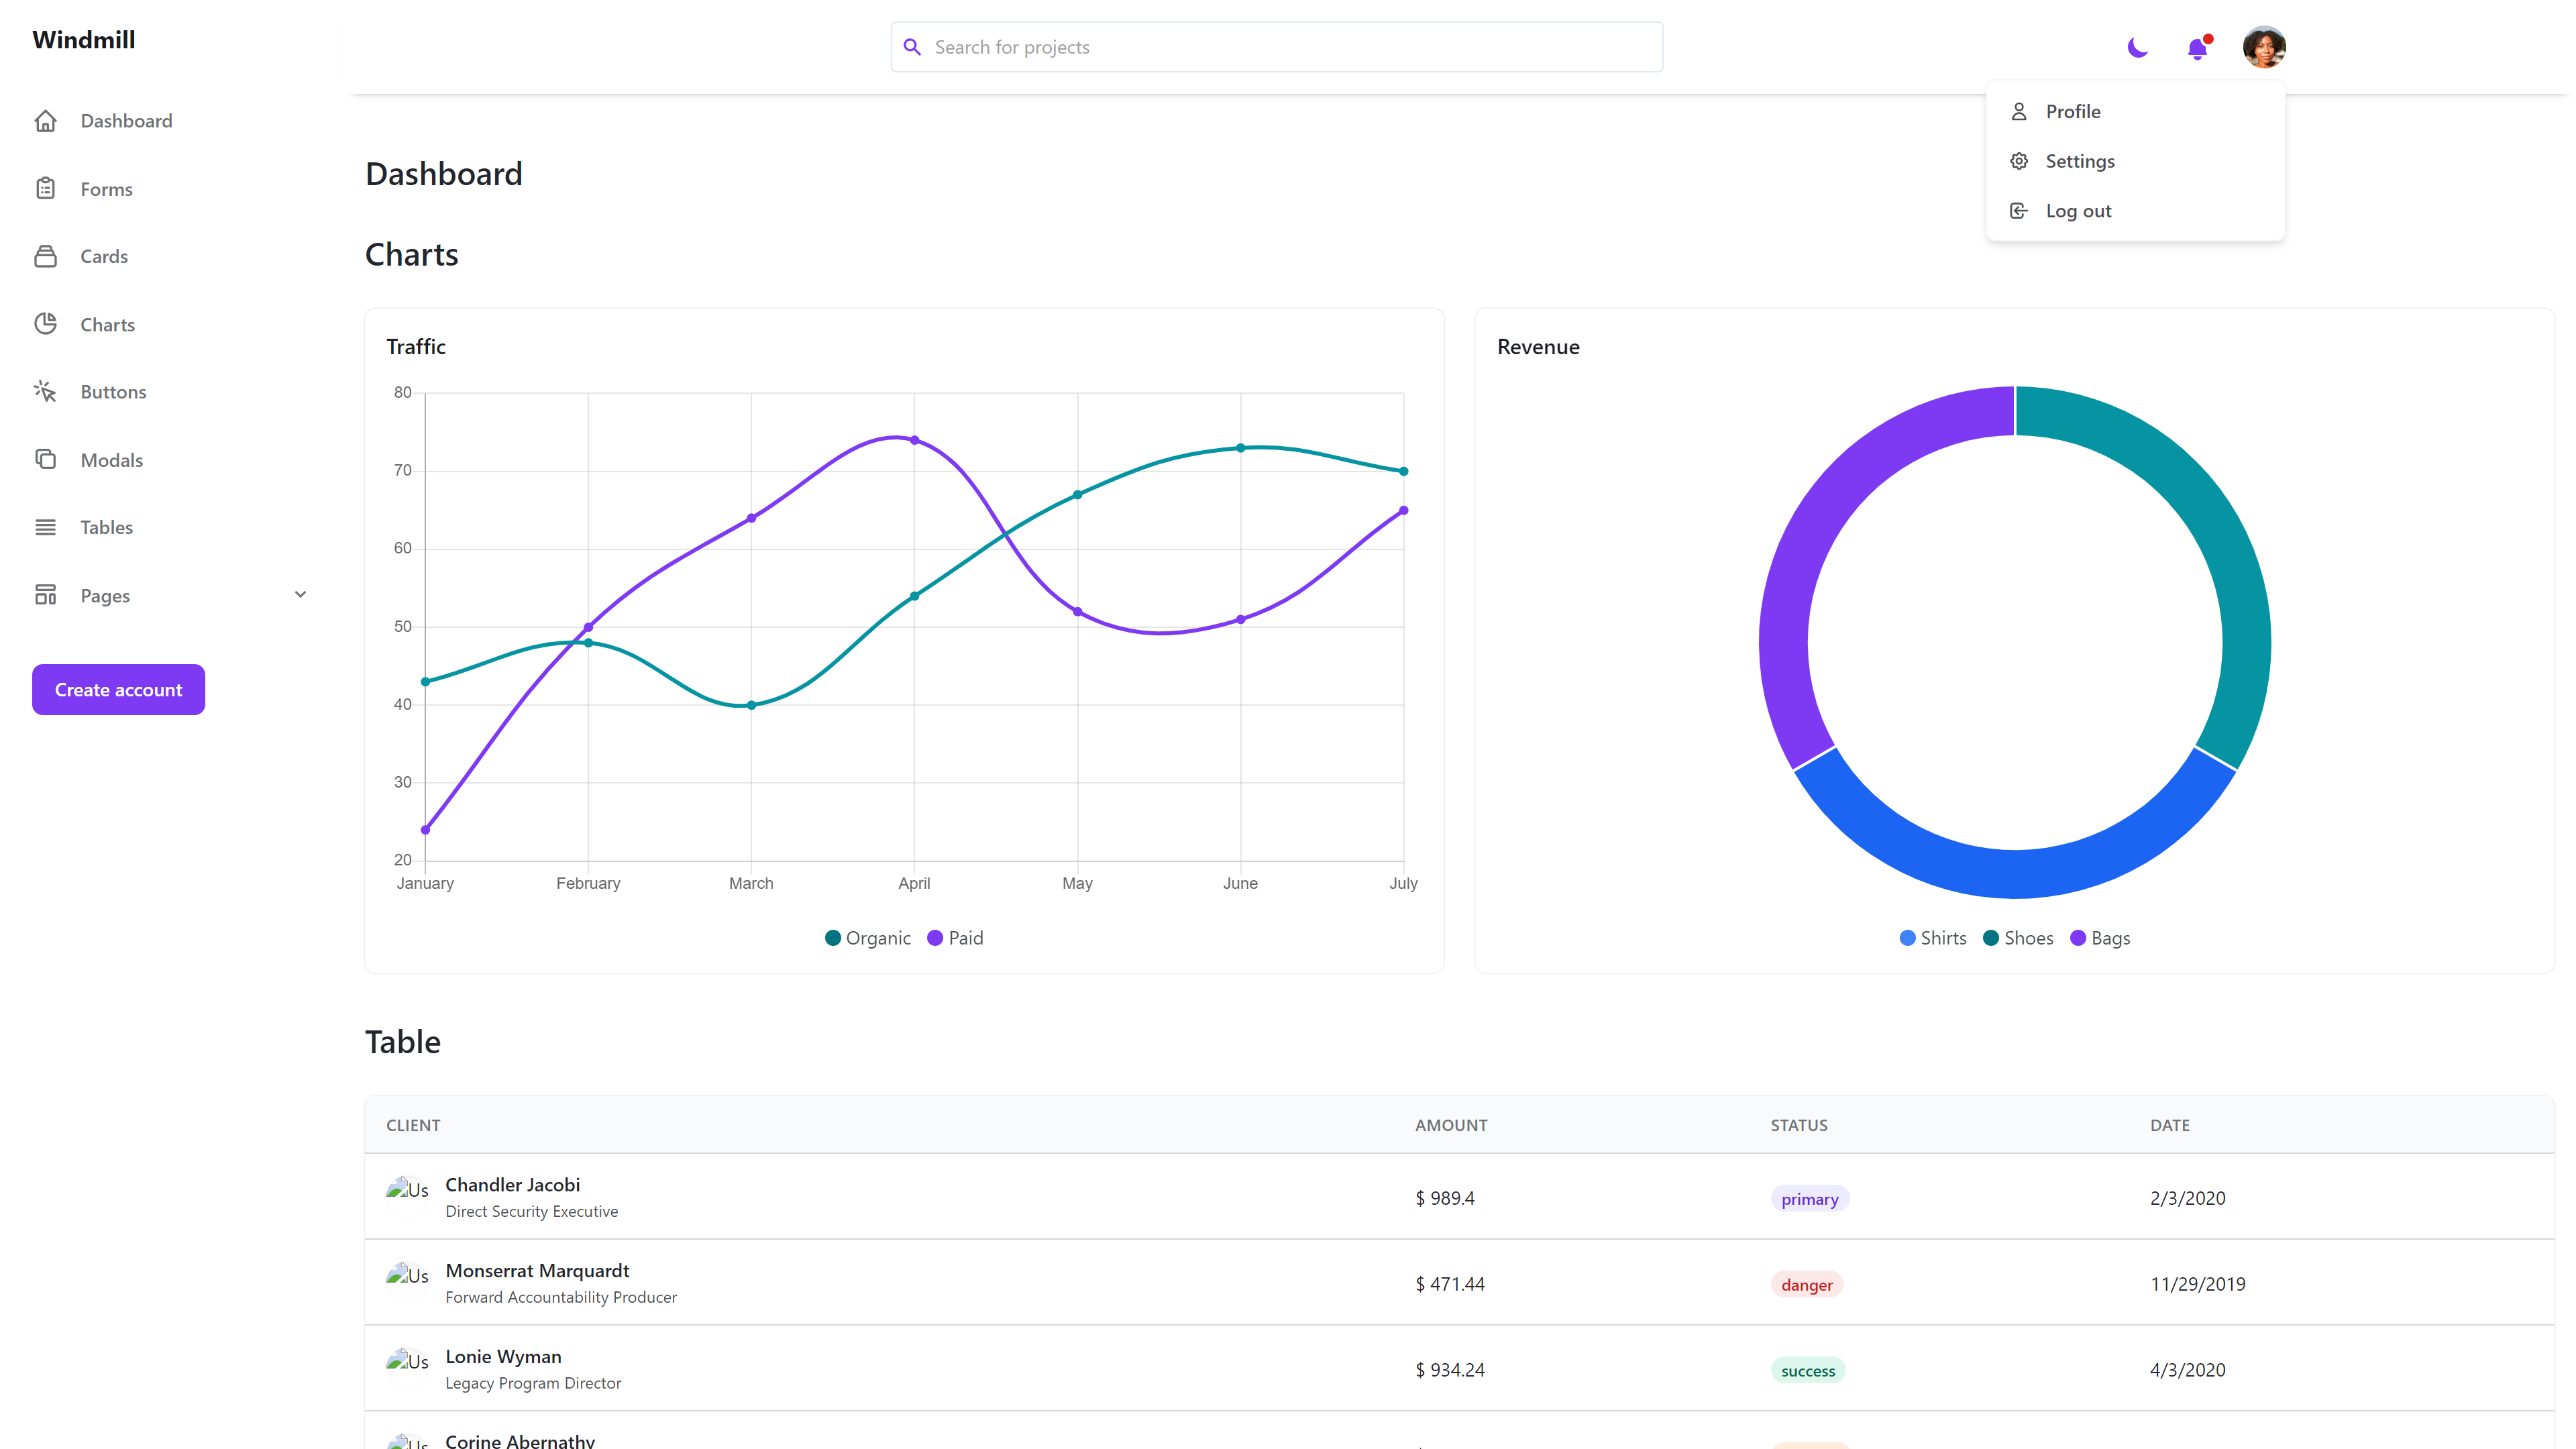 Windmill
Search for projects
Profile
Settings
Log out
Dashboard
Forms
Cards
Charts
Buttons
Modals
Tables
Pages
Create account
Dashboard
Charts
Traffic
80
70
60
50
40
30
20
January February March April May June July
Organic Paid
Revenue
Shirts Shoes Bags
Table
CLIENT AMOUNT STATUS DATE
Us Chandler Jacobi
Direct Security Executive
$ 989.4 primary 2/3/2020
Us Monserrat Marquardt
Forward Accountability Producer
$ 471.44 danger 11/29/2019
Us Lonie Wyman
Legacy Program Director
$ 934.24 success 4/3/2020
Us Corine Abernathy